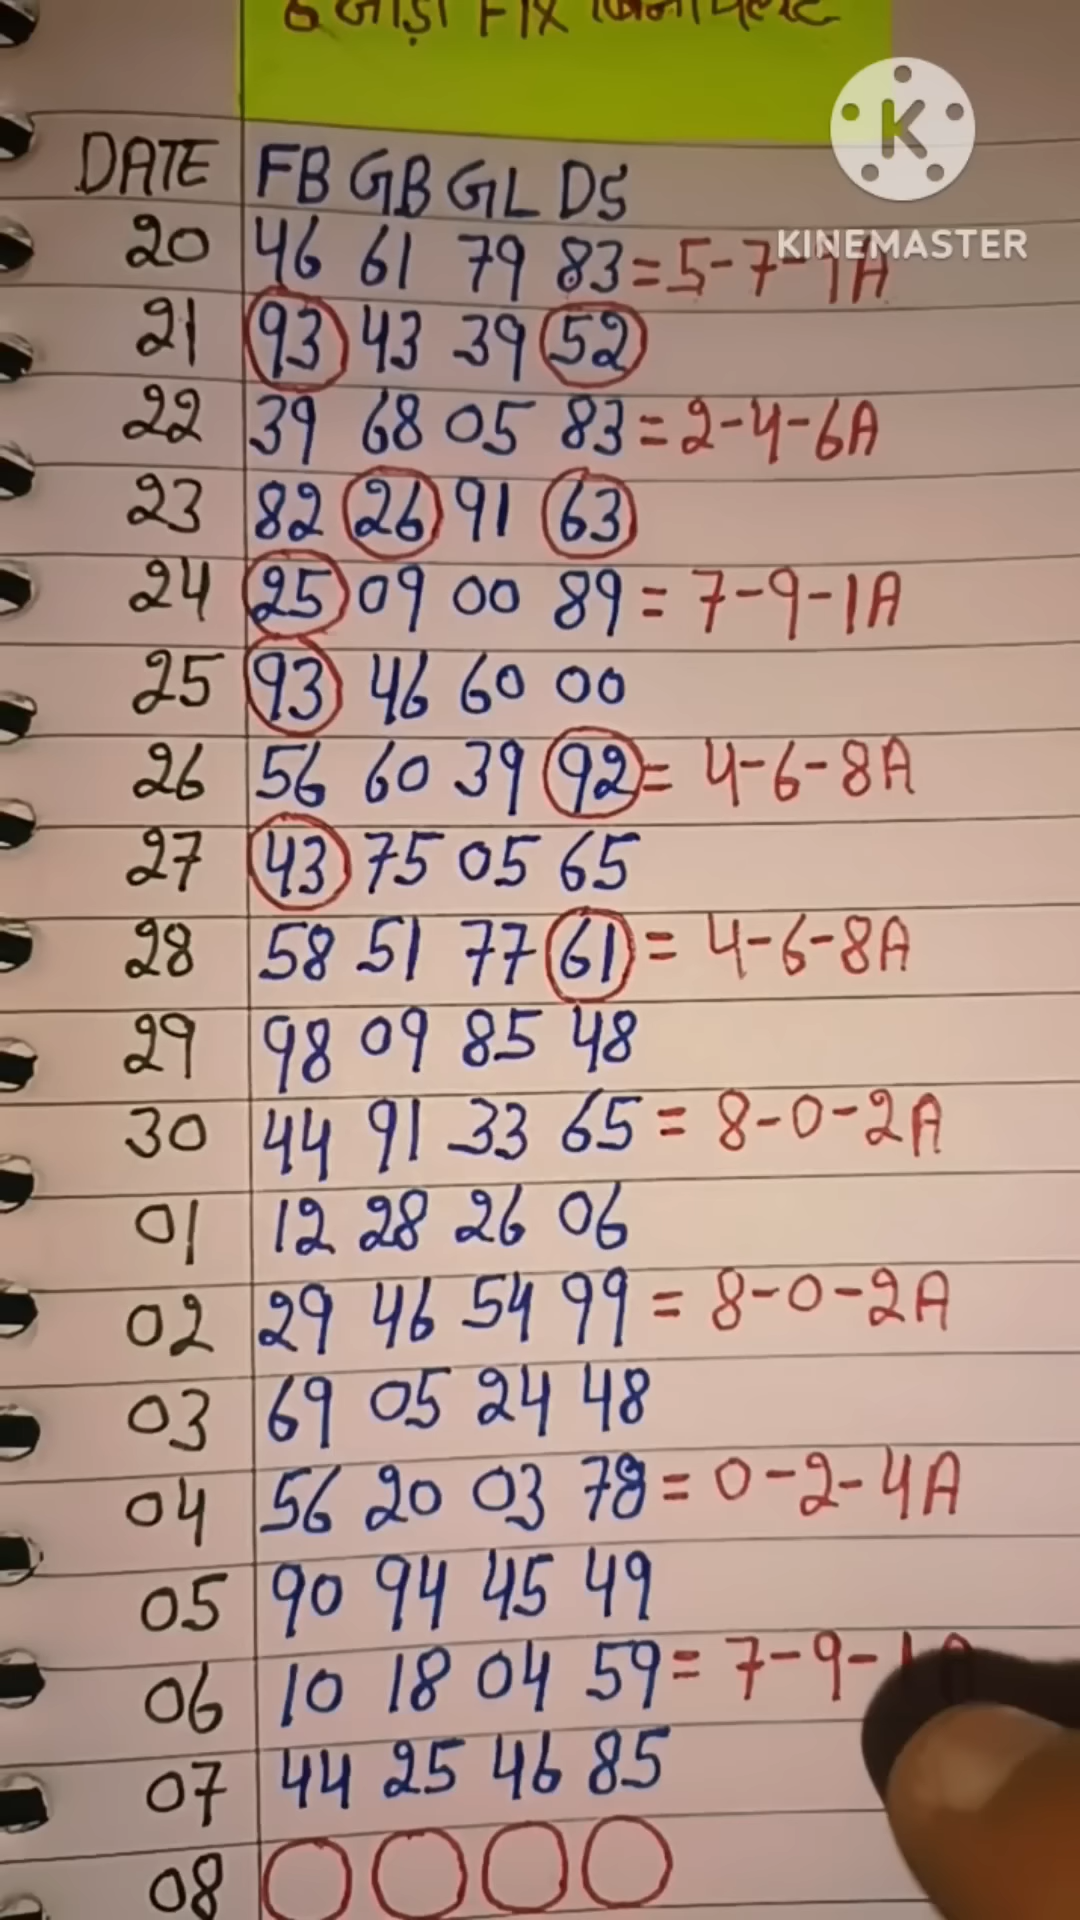 6 जोड़ी FIX बिना पलट
KINEMASTER
DATE FB GB GL DS
20 46 61 79 83 = 5-7-1A
21 93 43 39 52
22 39 68 05 83 = 2-4-6A
23 82 26 91 63
24 25 09 00 89 = 7-9-1A
25 93 46 60 00
26 56 60 39 92 = 4-6-8A
27 43 75 05 65
28 58 51 77 61 = 4-6-8A
29 98 09 85 48
30 44 91 33 65 = 8-0-2A
01 12 28 26 06
02 29 46 54 99 = 8-0-2A
03 69 05 24 48
04 56 20 03 78 = 0-2-4A
05 90 94 45 49
06 10 18 04 59 = 7-9-1A
07 44 25 46 85
08